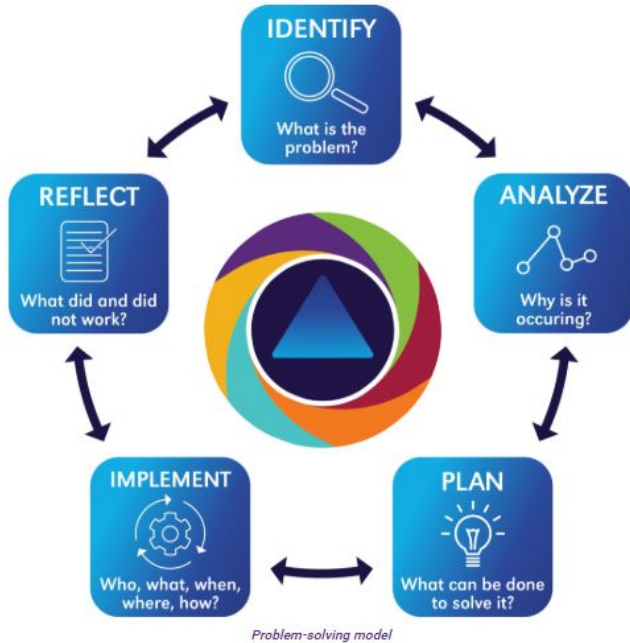 IDENTIFY
What is the
problem?
ANALYZE
Why is it
occuring?
PLAN
What can be done
to solve it?
IMPLEMENT
Who, what, when,
where, how?
REFLECT
What did and did
not work?
Problem-solving model